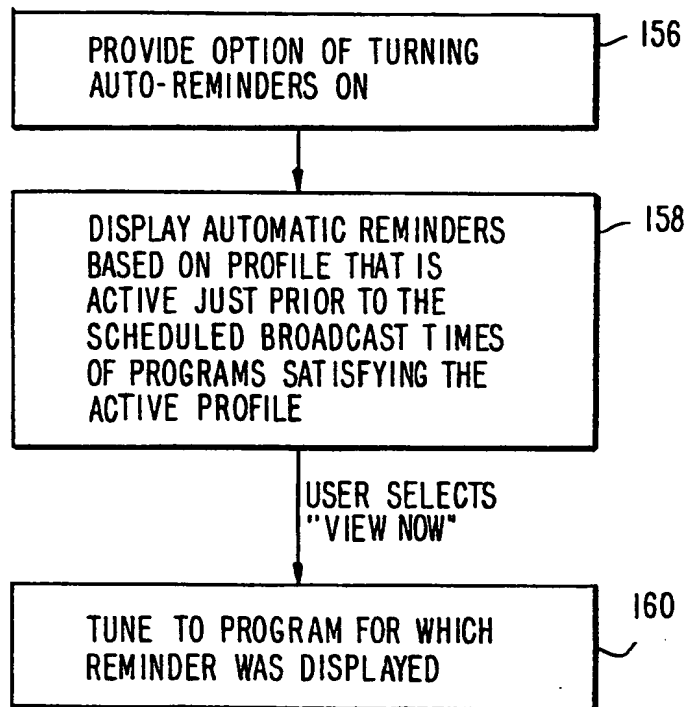 PROVIDE OPTION OF TURNING
AUTO-REMINDERS ON
156
DISPLAY AUTOMATIC REMINDERS
BASED ON PROFILE THAT IS
ACTIVE JUST PRIOR TO THE
SCHEDULED BROADCAST TIMES
OF PROGRAMS SATISFYING THE
ACTIVE PROFILE
158
USER SELECTS
"VIEW NOW"
TUNE TO PROGRAM FOR WHICH
REMINDER WAS DISPLAYED
160